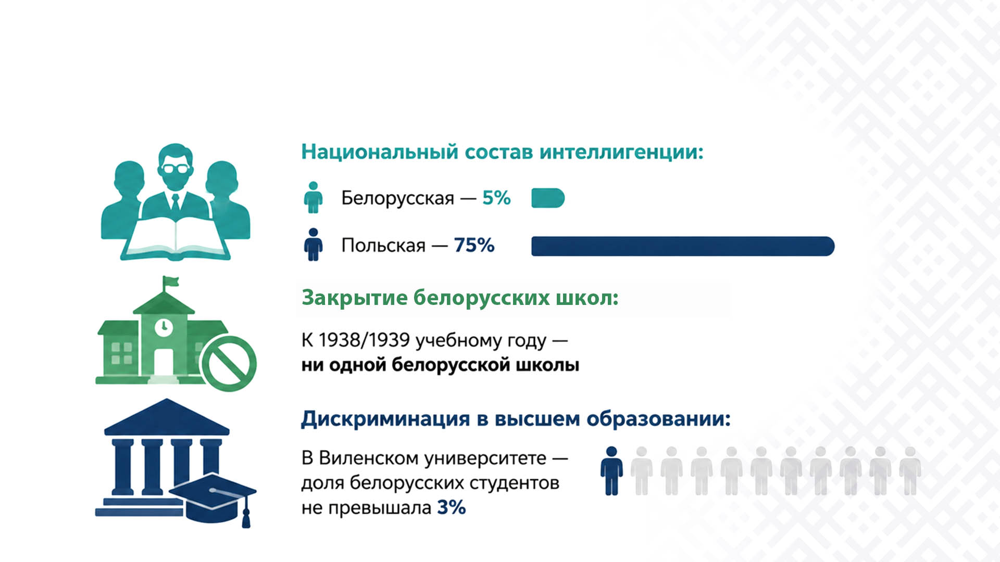 Национальный состав интеллигенции:
Белорусская — 5%
Польская — 75%
Закрытие белорусских школ:
К 1938/1939 учебному году —
ни одной белорусской школы
Дискриминация в высшем образовании:
В Виленском университете —
доля белорусских студентов
не превышала 3%